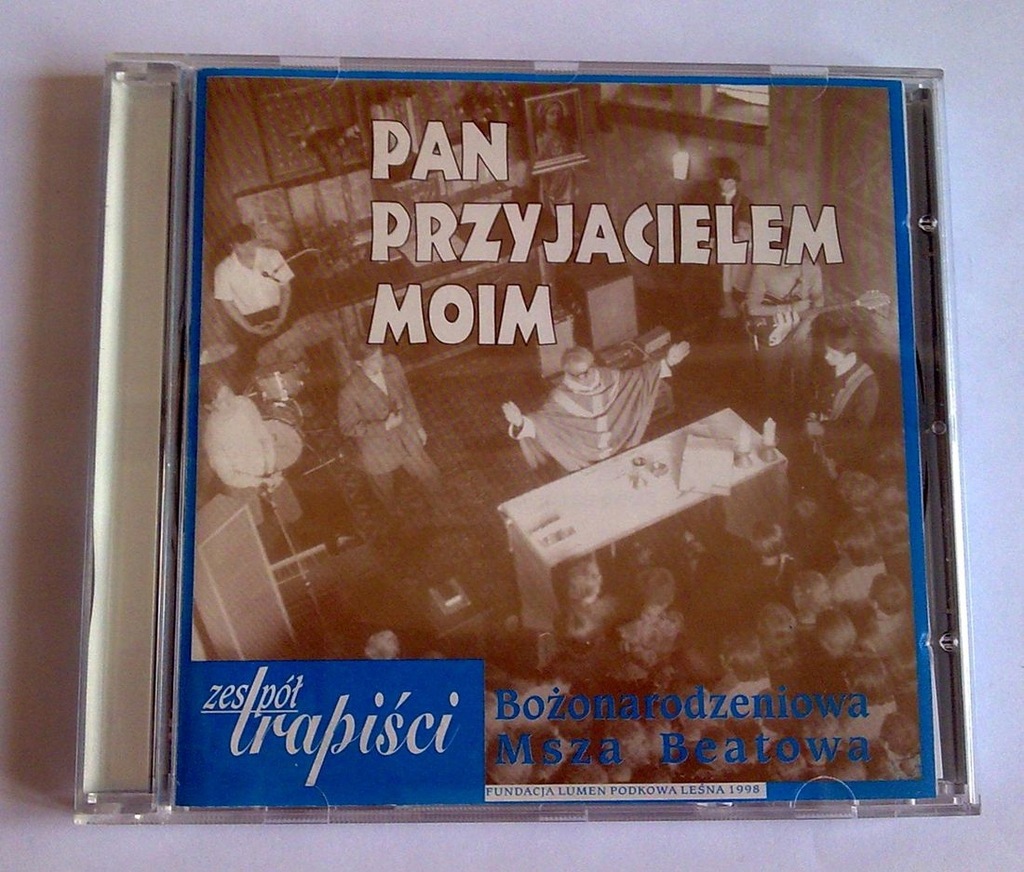 PAN
PRZYJACIELEM
MOIM
zespół
trapiści
Bożonarodzeniowa
Msza Beatowa
FUNDACJA LUMEN PODKOWA LEŚNA 1998